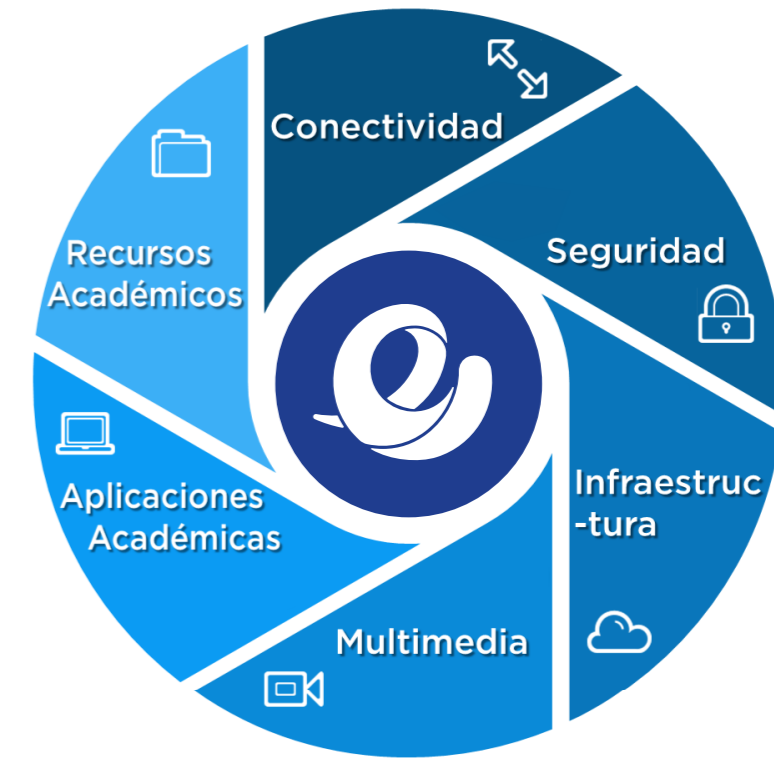 Conectividad
Seguridad
Infraestruc
-tura
Multimedia
Aplicaciones
Académicas
Recursos
Académicos